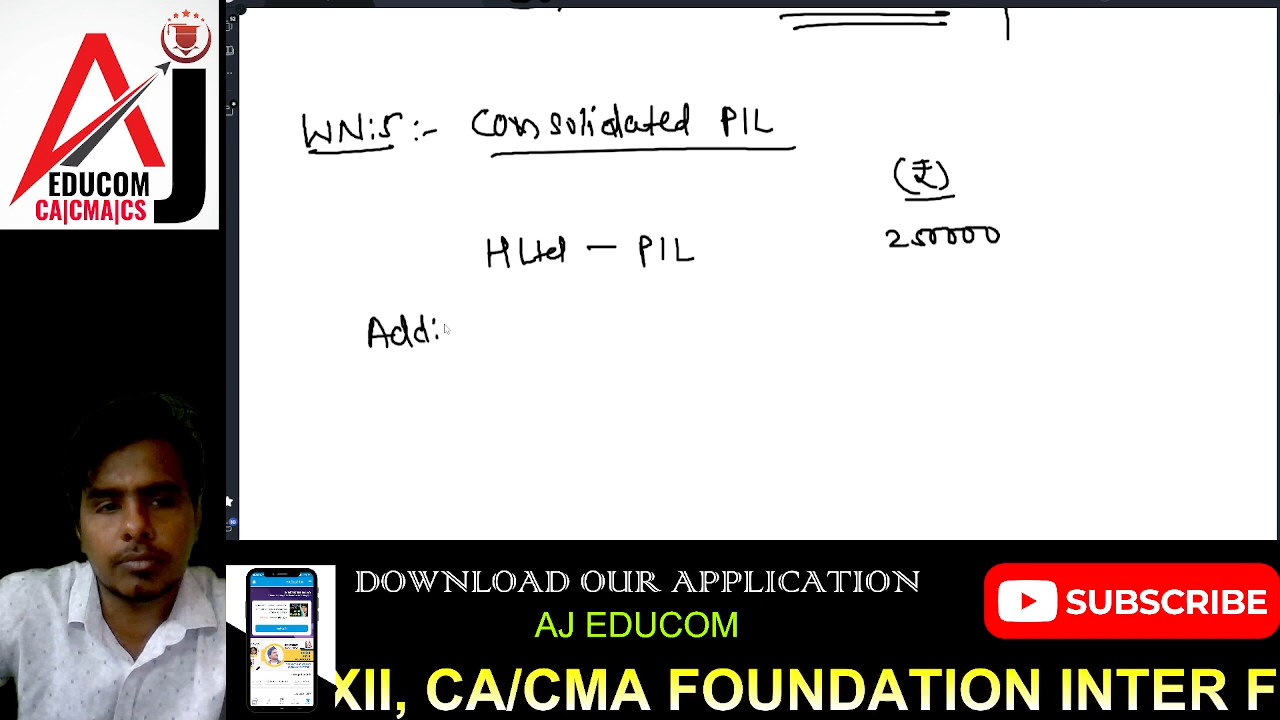 AJ
EDUCOM
CA|CMA|CS
WN:5:- Consolidated P/L
(₹)
H Ltd — P/L
250000
Add:
DOWNLOAD OUR APPLICATION
AJ EDUCOM
SUBSCRIBE
XII, CA/CMA FOUNDATION INTER F